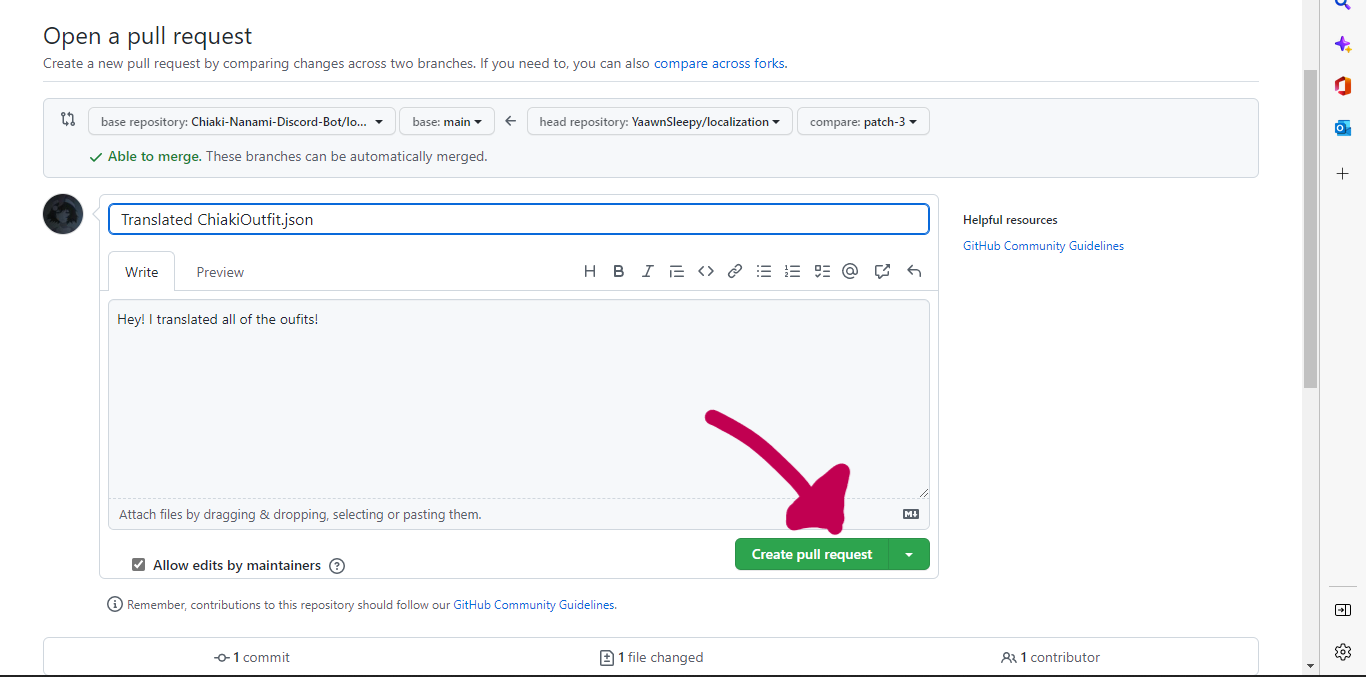 Open a pull request
Create a new pull request by comparing changes across two branches. If you need to, you can also compare across forks.
base repository: Chiaki-Nanami-Discord-Bot/lo... base: main head repository: YaawnSleepy/localization compare: patch-3
Able to merge. These branches can be automatically merged.
Translated ChiakiOutfit.json
Helpful resources
GitHub Community Guidelines
Write Preview H B I
Hey! I translated all of the oufits!
Attach files by dragging & dropping, selecting or pasting them.
Create pull request
Allow edits by maintainers
Remember, contributions to this repository should follow our GitHub Community Guidelines.
1 commit 1 file changed 1 contributor